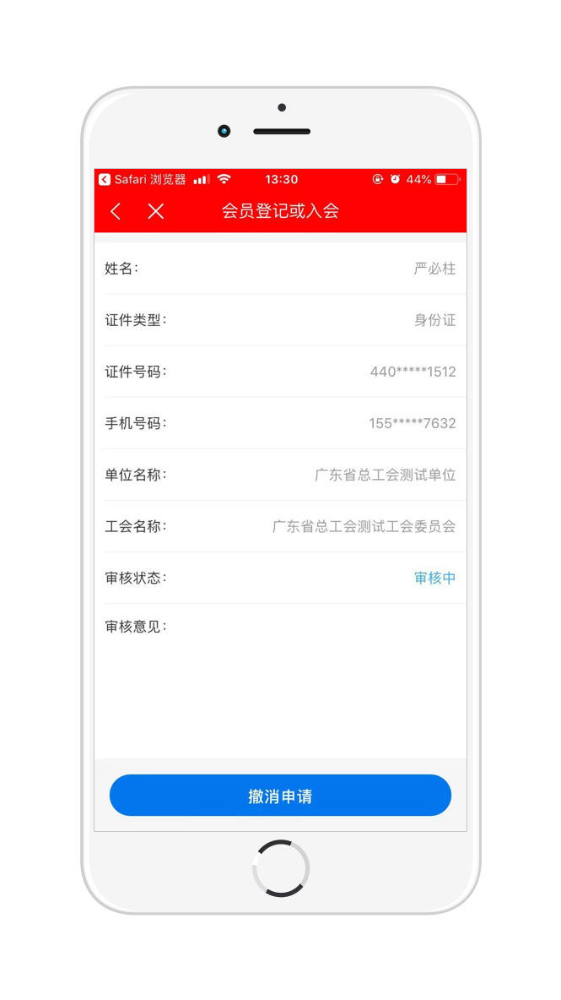 Safari 浏览器 13:30 44%
会员登记或入会
姓名： 严必柱
证件类型： 身份证
证件号码： 440*****1512
手机号码： 155*****7632
单位名称： 广东省总工会测试单位
工会名称： 广东省总工会测试工会委员会
审核状态： 审核中
审核意见：
撤消申请